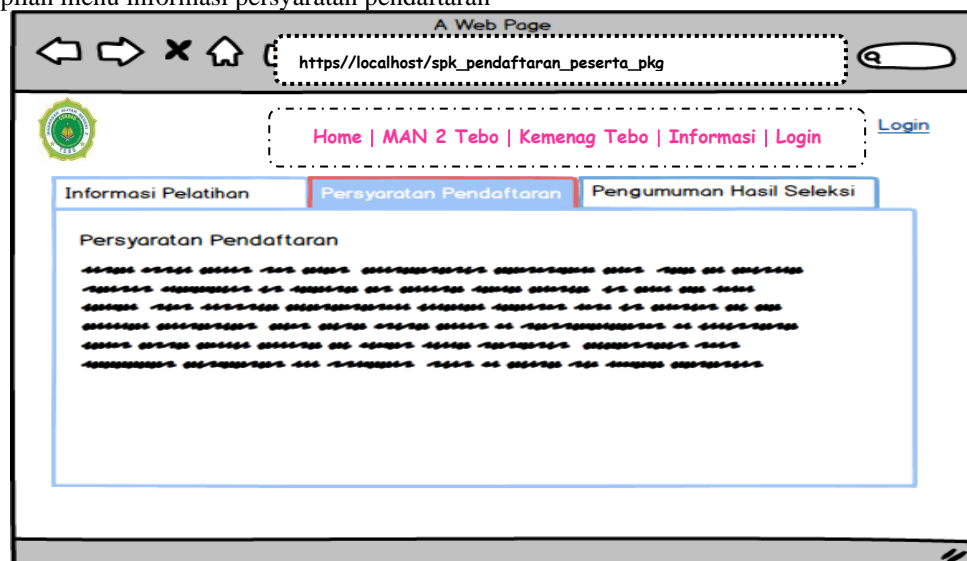 menu informasi persyaratan pendaftaran
A Web Page
https//localhost/spk_pendaftaran_peserta_pkg
Home | MAN 2 Tebo | Kemenag Tebo | Informasi | Login
Login
Informasi Pelatihan
Persyaratan Pendaftaran
Pengumuman Hasil Seleksi
Persyaratan Pendaftaran